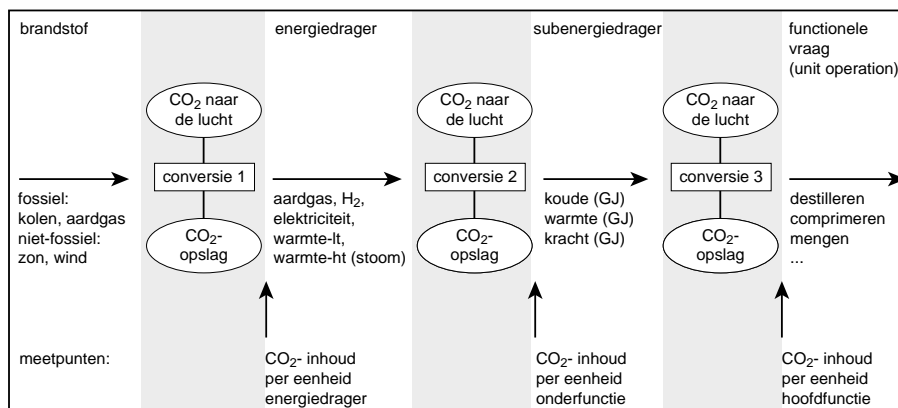 brandstof
energiedrager
subenergiedrager
functionele
vraag
(unit operation)
CO2 naar
de lucht
CO2 naar
de lucht
CO2 naar
de lucht
conversie 1
conversie 2
conversie 3
fossiel:
kolen, aardgas
niet-fossiel:
zon, wind
aardgas, H2,
elektriciteit,
warmte-lt,
warmte-ht (stoom)
koude (GJ)
warmte (GJ)
kracht (GJ)
destilleren
comprimeren
mengen
...
CO2-
opslag
CO2-
opslag
CO2-
opslag
meetpunten:
CO2- inhoud
per eenheid
energiedrager
CO2- inhoud
per eenheid
onderfunctie
CO2- inhoud
per eenheid
hoofdfunctie